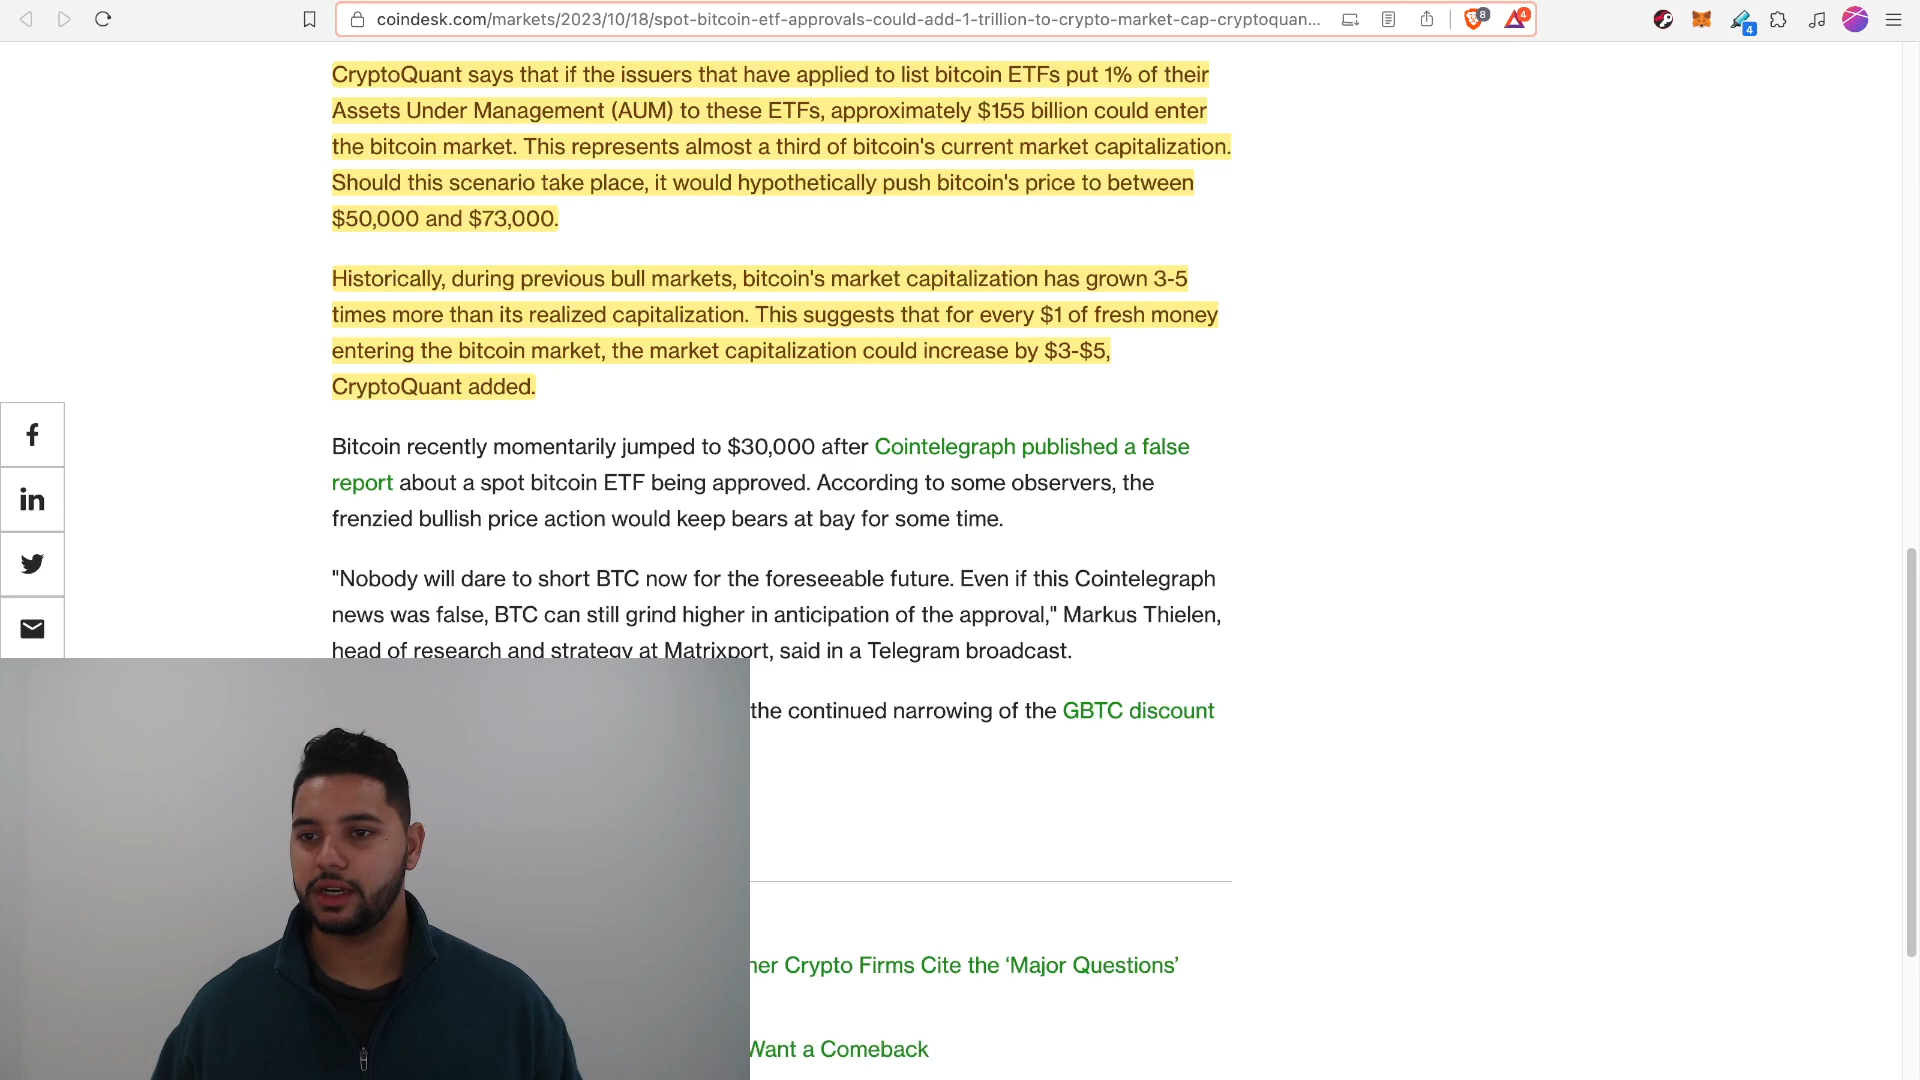 coindesk.com/markets/2023/10/18/spot-bitcoin-etf-approvals-could-add-1-trillion-to-crypto-market-cap-cryptoquan...
8
4
4
CryptoQuant says that if the issuers that have applied to list bitcoin ETFs put 1% of their
Assets Under Management (AUM) to these ETFs, approximately $155 billion could enter
the bitcoin market. This represents almost a third of bitcoin's current market capitalization.
Should this scenario take place, it would hypothetically push bitcoin's price to between
$50,000 and $73,000.
Historically, during previous bull markets, bitcoin's market capitalization has grown 3-5
times more than its realized capitalization. This suggests that for every $1 of fresh money
entering the bitcoin market, the market capitalization could increase by $3-$5,
CryptoQuant added.
Bitcoin recently momentarily jumped to $30,000 after Cointelegraph published a false
report about a spot bitcoin ETF being approved. According to some observers, the
frenzied bullish price action would keep bears at bay for some time.
"Nobody will dare to short BTC now for the foreseeable future. Even if this Cointelegraph
news was false, BTC can still grind higher in anticipation of the approval," Markus Thielen,
head of research and strategy at Matrixport, said in a Telegram broadcast.
the continued narrowing of the GBTC discount
her Crypto Firms Cite the ‘Major Questions’
Want a Comeback